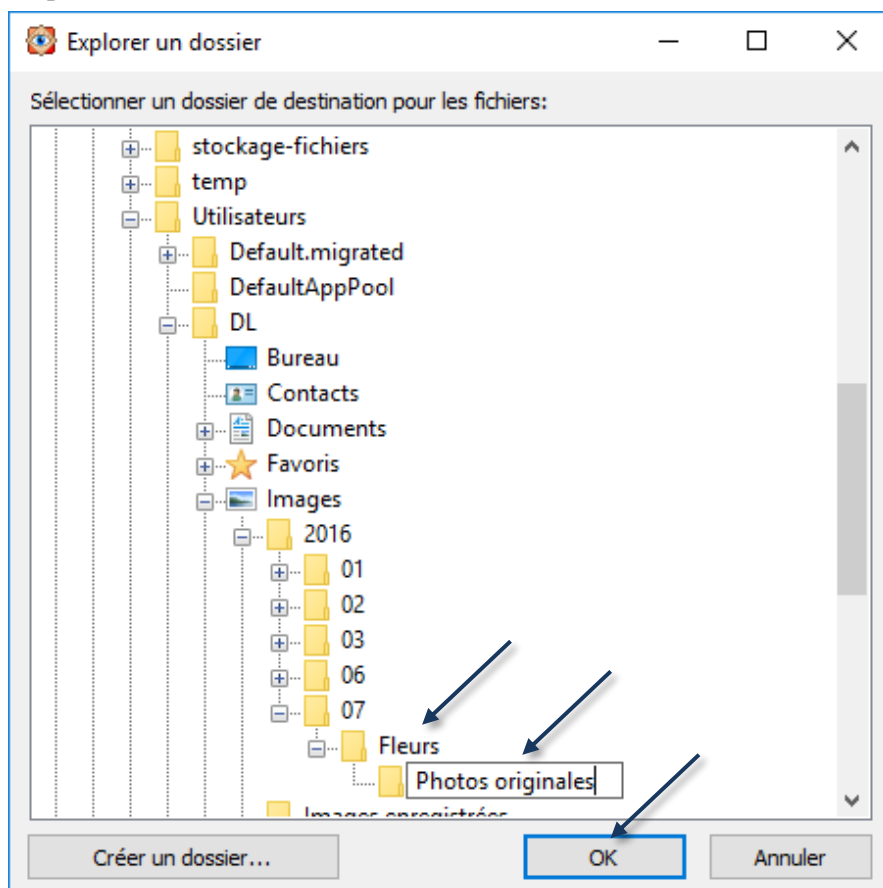 Explorer un dossier
Sélectionner un dossier de destination pour les fichiers:
stockage-fichiers
temp
Utilisateurs
Default.migrated
DefaultAppPool
DL
Bureau
Contacts
Documents
Favoris
Images
2016
01
02
03
06
07
Fleurs
Photos originales
Images enregistrées
Créer un dossier...
OK
Annuler